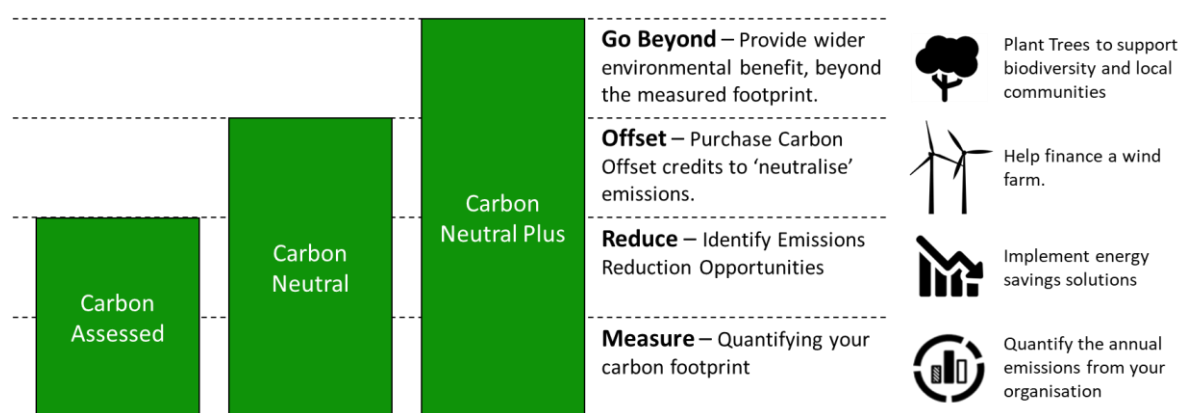 Go Beyond – Provide wider
environmental benefit, beyond
the measured footprint.
Plant Trees to support
biodiversity and local
communities
Offset – Purchase Carbon
Offset credits to ‘neutralise’
emissions.
Help finance a wind
farm.
Carbon
Neutral Plus
Reduce – Identify Emissions
Reduction Opportunities
Implement energy
savings solutions
Carbon
Neutral
Carbon
Assessed
Measure – Quantifying your
carbon footprint
Quantify the annual
emissions from your
organisation